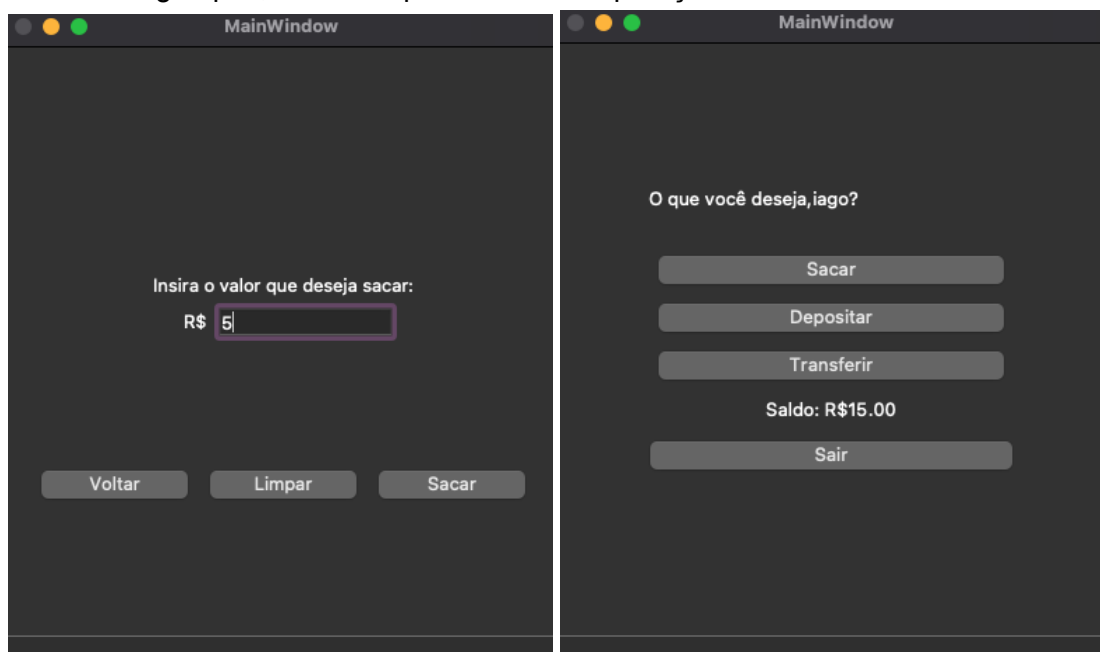 MainWindow
Insira o valor que deseja sacar:
R$ 5
Voltar Limpar Sacar
MainWindow
O que você deseja,iago?
Sacar
Depositar
Transferir
Saldo: R$15.00
Sair